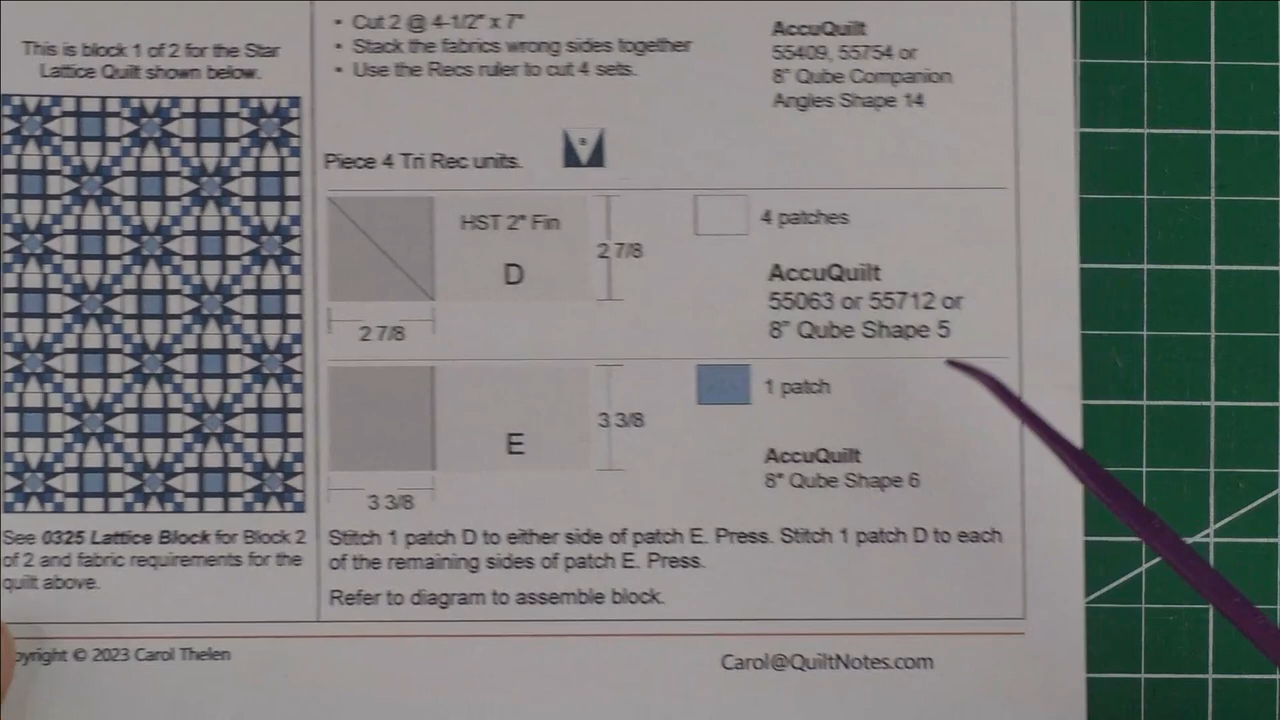 This is block 1 of 2 for the Star
Lattice Quilt shown below.
See 0325 Lattice Block for Block 2
of 2 and fabric requirements for the
quilt above.
• Cut 2 @ 4-1/2" x 7"
• Stack the fabrics wrong sides together
• Use the Recs ruler to cut 4 sets.
AccuQuilt
55409, 55754 or
8" Qube Companion
Angles Shape 14
Piece 4 Tri Rec units.
B
HST 2" Fin
D
2 7/8
2 7/8
4 patches
AccuQuilt
55063 or 55712 or
8" Qube Shape 5
E
3 3/8
3 3/8
1 patch
AccuQuilt
8" Qube Shape 6
Stitch 1 patch D to either side of patch E. Press. Stitch 1 patch D to each
of the remaining sides of patch E. Press.
Refer to diagram to assemble block.
pyright © 2023 Carol Thelen
Carol@QuiltNotes.com